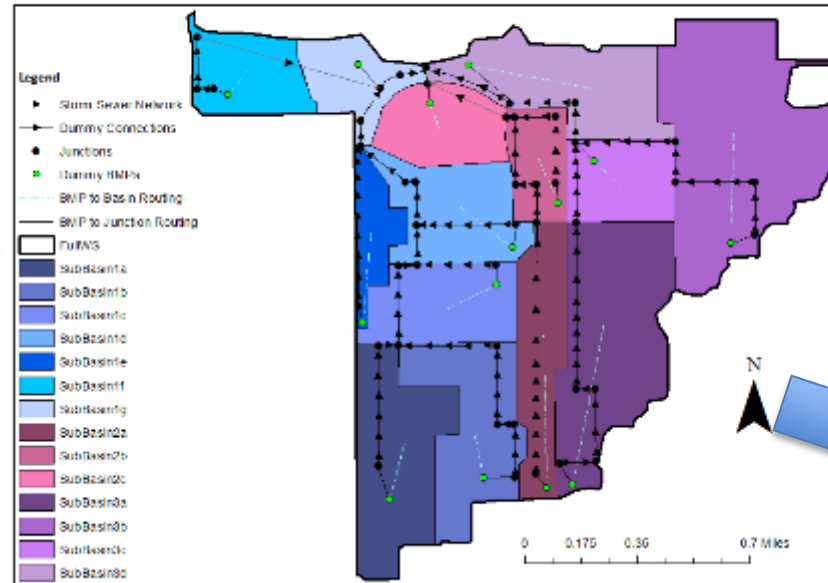 Legend
Storm Sewer Network
Dummy Connections
Junctions
Dummy BMPs
BMP to Basin Routing
BMP to Junction Routing
FullWG
SubBasin1a
SubBasin1b
SubBasin1c
SubBasin1d
SubBasin1e
SubBasin1f
SubBasin1g
SubBasin2a
SubBasin2b
SubBasin2c
SubBasin3a
SubBasin3b
SubBasin3c
SubBasin3d
N
0 0.175 0.35 0.7 Miles